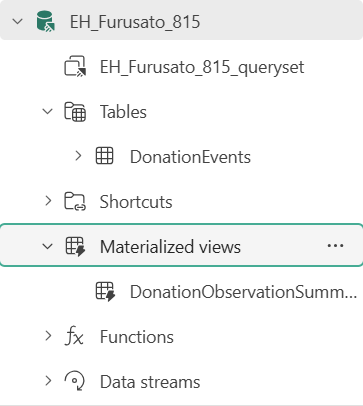 EH_Furusato_815
EH_Furusato_815_queryset
Tables
DonationEvents
Shortcuts
Materialized views
DonationObservationSumm...
Functions
Data streams